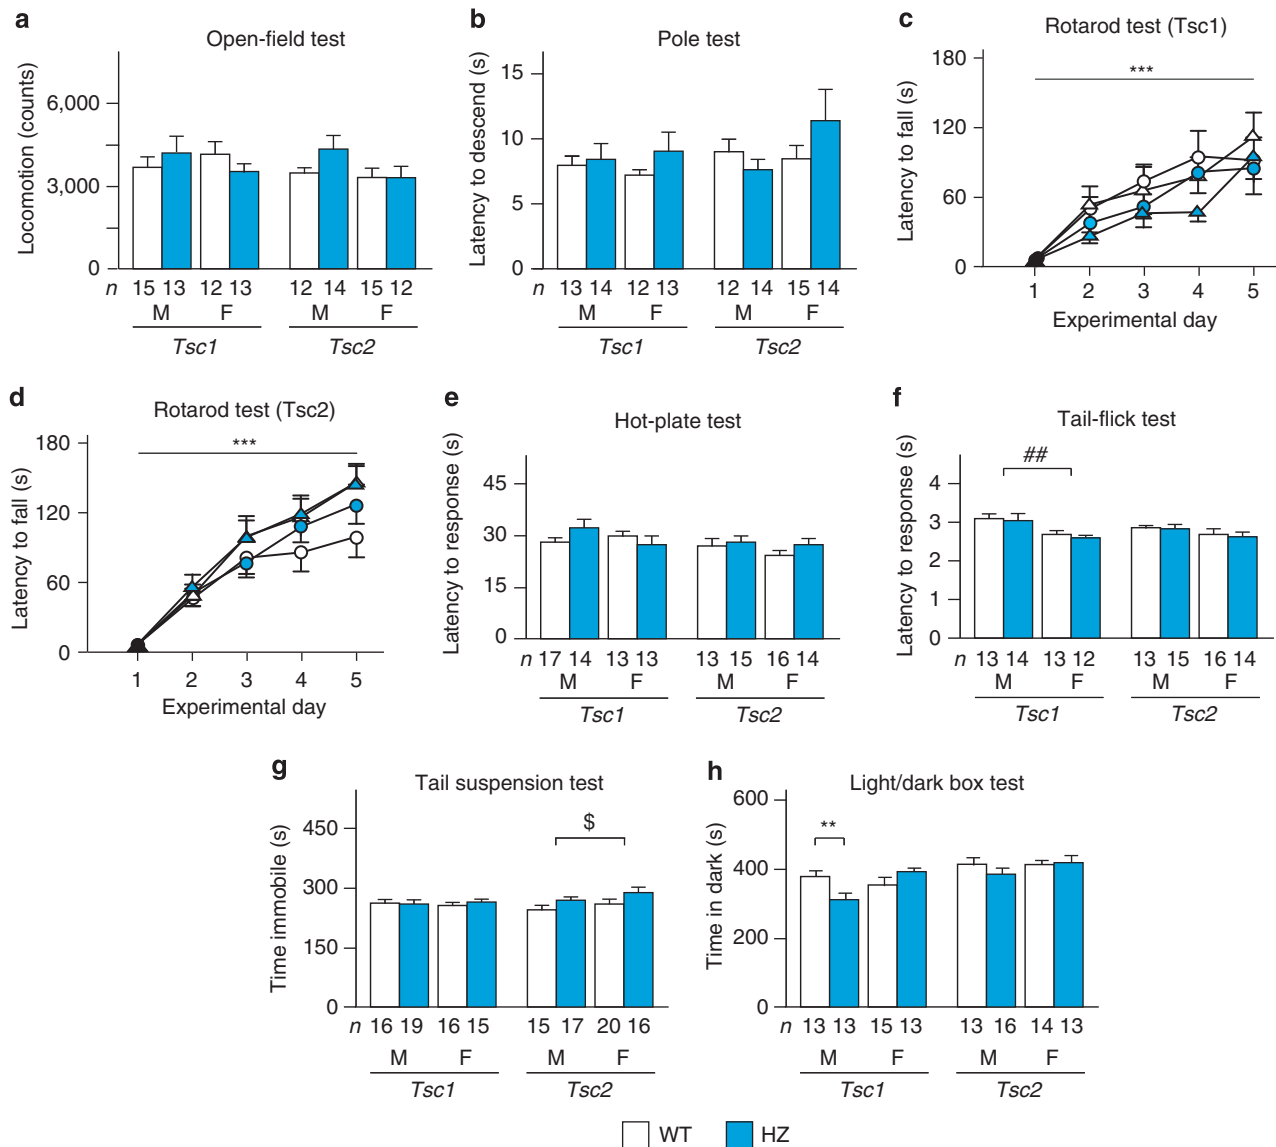 a
Open-field test
Locomotion (counts)
6,000
3,000
0
n 15 13 12 13 12 14 15 12
M F M F
Tsc1 Tsc2
b
Pole test
Latency to descend (s)
15
10
5
0
n 13 14 12 13 12 14 15 14
M F M F
Tsc1 Tsc2
c
Rotarod test (Tsc1)
Latency to fall (s)
180
120
60
0
***
1 2 3 4 5
Experimental day
d
Rotarod test (Tsc2)
Latency to fall (s)
180
120
60
0
***
1 2 3 4 5
Experimental day
e
Hot-plate test
Latency to response (s)
45
30
15
0
n 17 14 13 13 13 15 16 14
M F M F
Tsc1 Tsc2
f
Tail-flick test
Latency to response (s)
4
3
2
1
0
##
n 13 14 13 12 13 15 16 14
M F M F
Tsc1 Tsc2
g
Tail suspension test
Time immobile (s)
450
300
150
0
$
n 16 19 16 15 15 17 20 16
M F M F
Tsc1 Tsc2
h
Light/dark box test
Time in dark (s)
600
400
200
0
**
n 13 13 15 13 13 16 14 13
M F M F
Tsc1 Tsc2
WT HZ